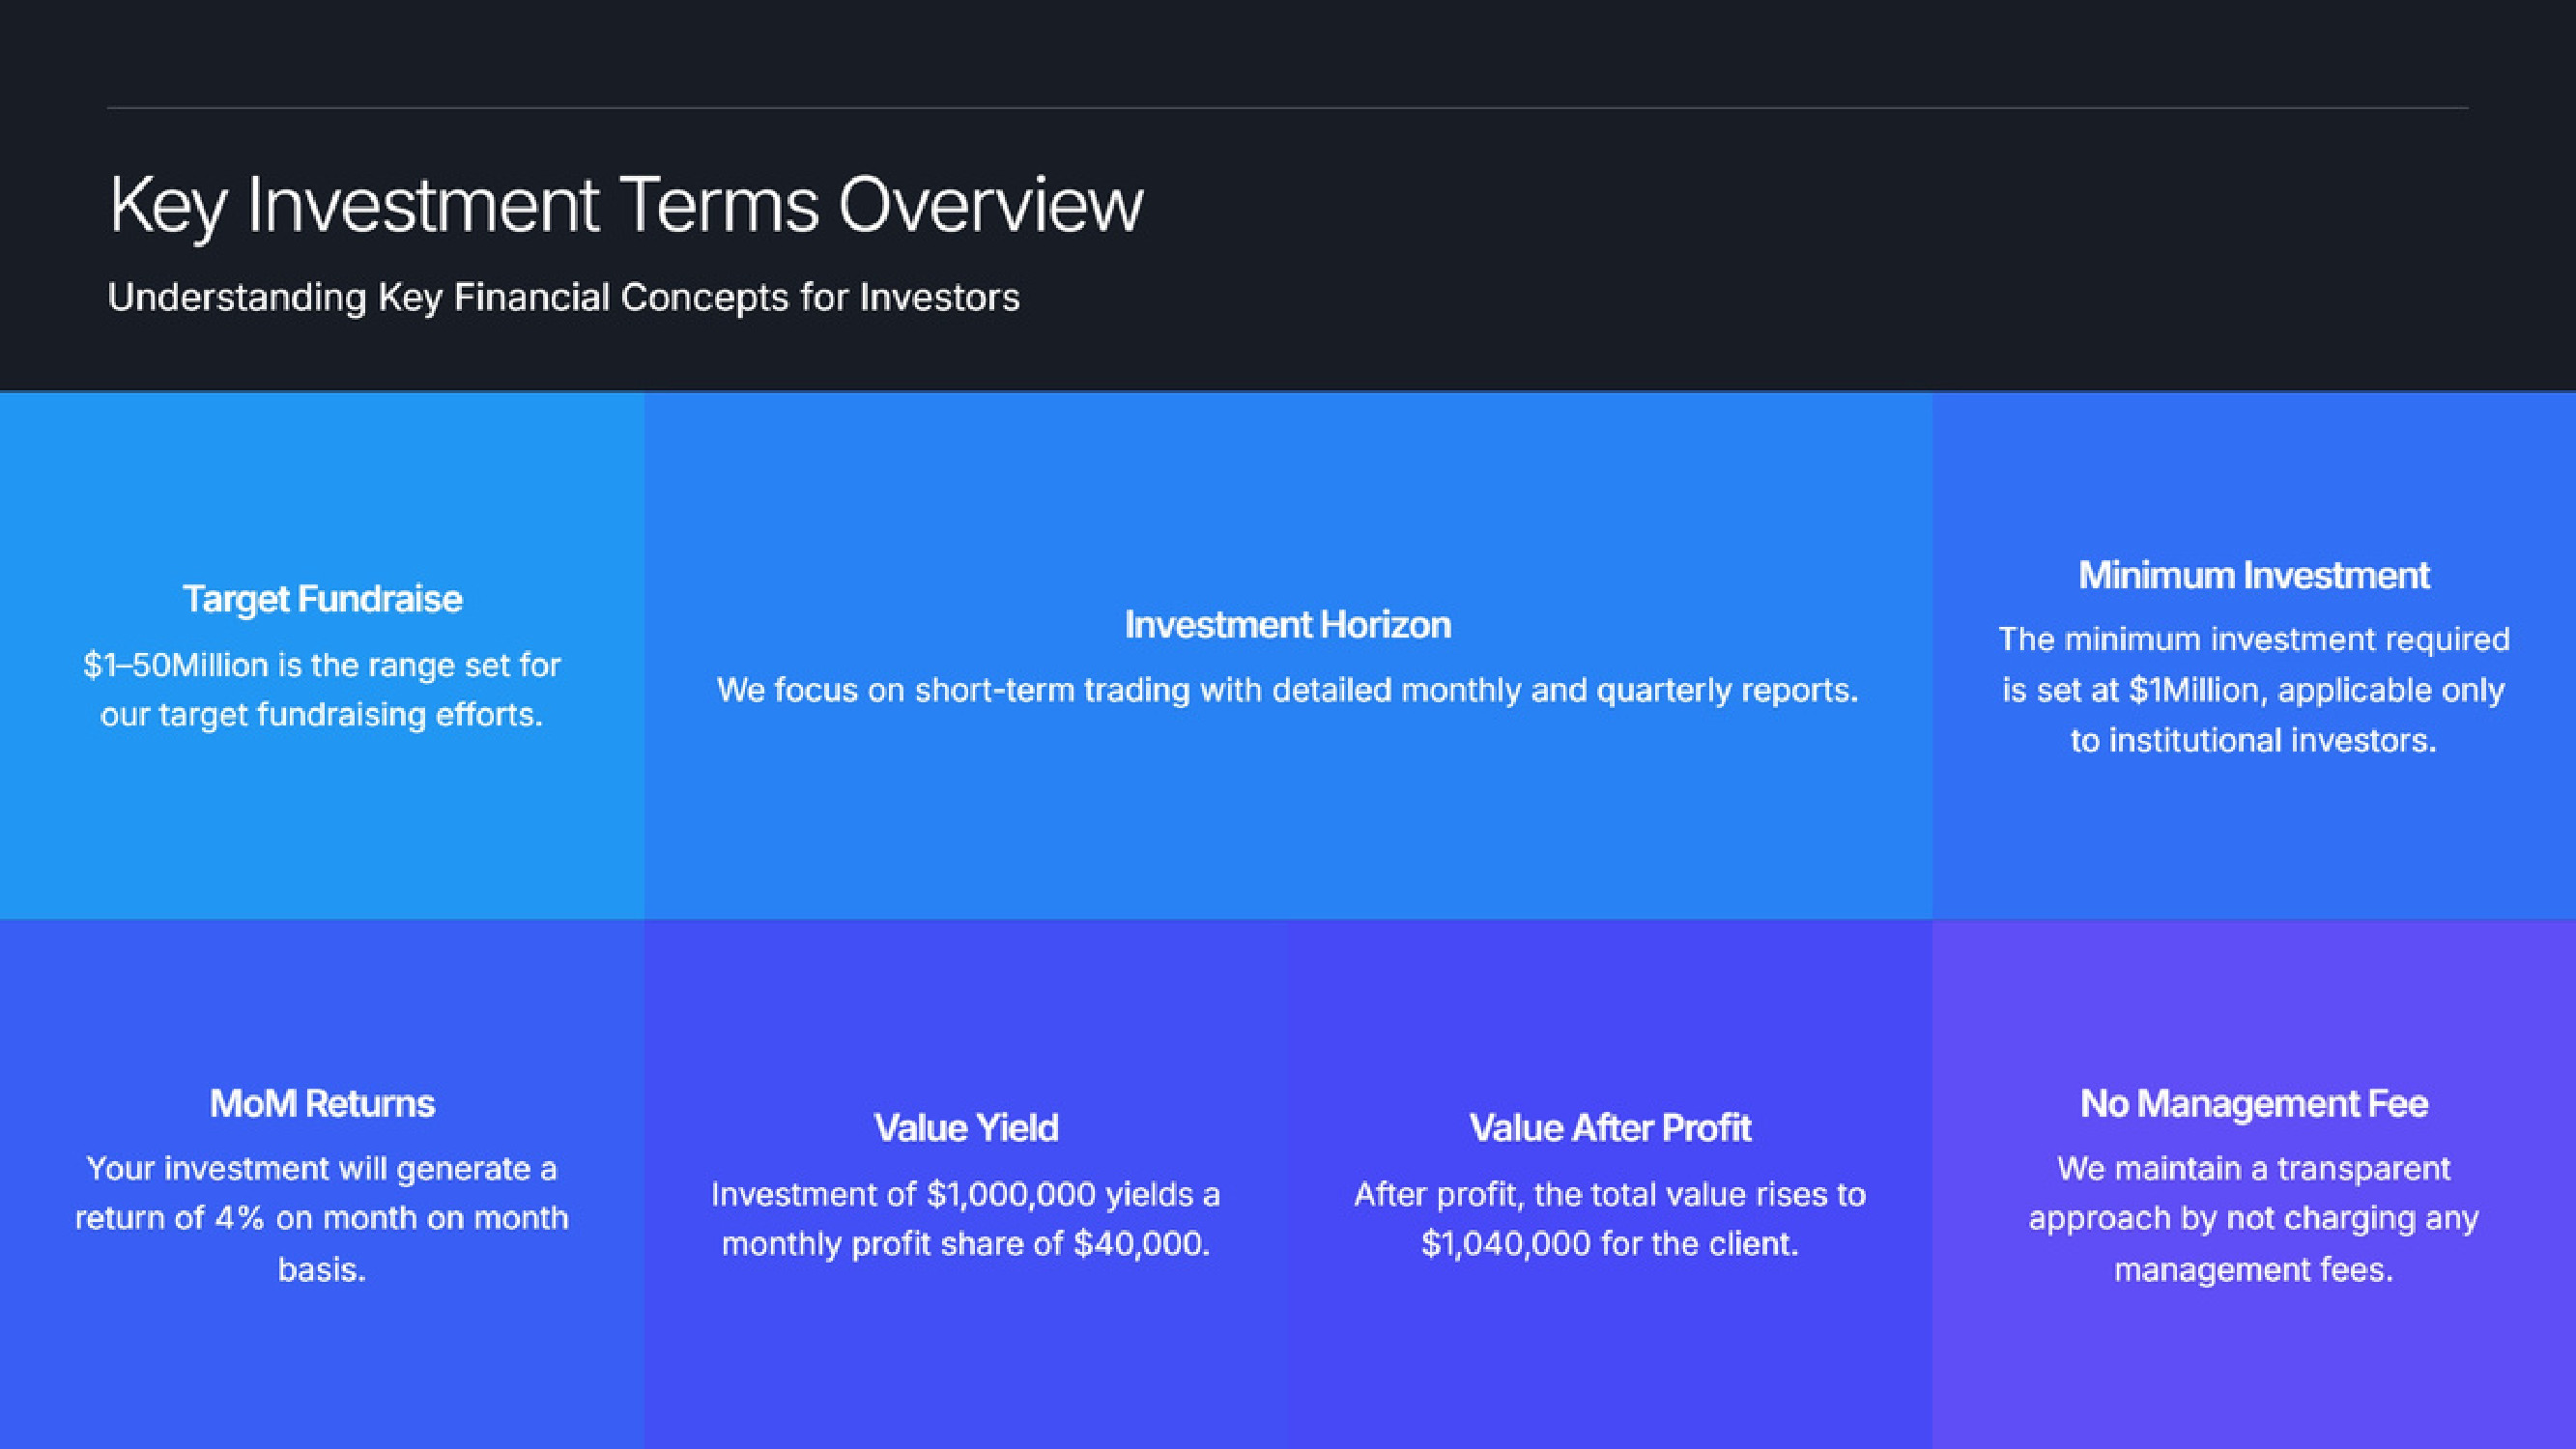 Key Investment Terms Overview
Understanding Key Financial Concepts for Investors
Target Fundraise
$1–50Million is the range set for
our target fundraising efforts.
Investment Horizon
We focus on short-term trading with detailed monthly and quarterly reports.
Minimum Investment
The minimum investment required
is set at $1Million, applicable only
to institutional investors.
MoM Returns
Your investment will generate a
return of 4% on month on month
basis.
Value Yield
Investment of $1,000,000 yields a
monthly profit share of $40,000.
Value After Profit
After profit, the total value rises to
$1,040,000 for the client.
No Management Fee
We maintain a transparent
approach by not charging any
management fees.